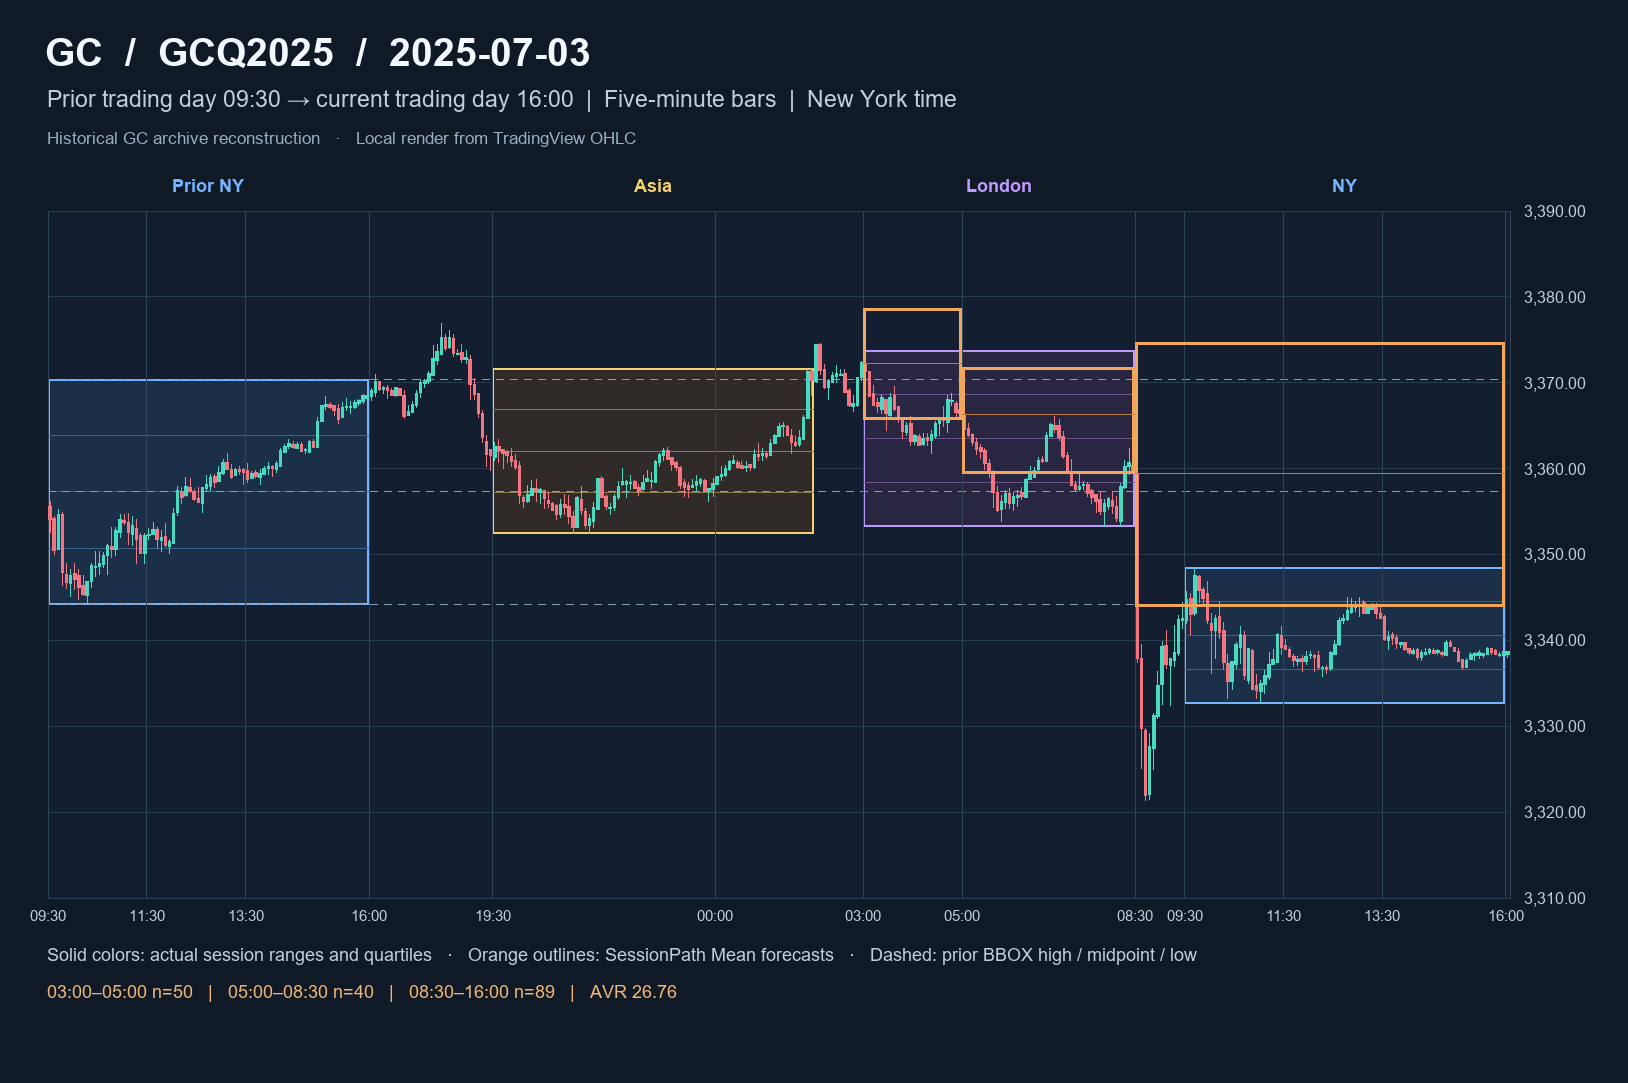 GC / GCQ2025 / 2025-07-03
Prior trading day 09:30 → current trading day 16:00 | Five-minute bars | New York time
Historical GC archive reconstruction · Local render from TradingView OHLC
Prior NY Asia London NY
3,390.00
3,380.00
3,370.00
3,360.00
3,350.00
3,340.00
3,330.00
3,320.00
3,310.00
09:30 11:30 13:30 16:00 19:30 00:00 03:00 05:00 08:30 09:30 11:30 13:30 16:00
Solid colors: actual session ranges and quartiles · Orange outlines: SessionPath Mean forecasts · Dashed: prior BBOX high / midpoint / low
03:00–05:00 n=50 | 05:00–08:30 n=40 | 08:30–16:00 n=89 | AVR 26.76